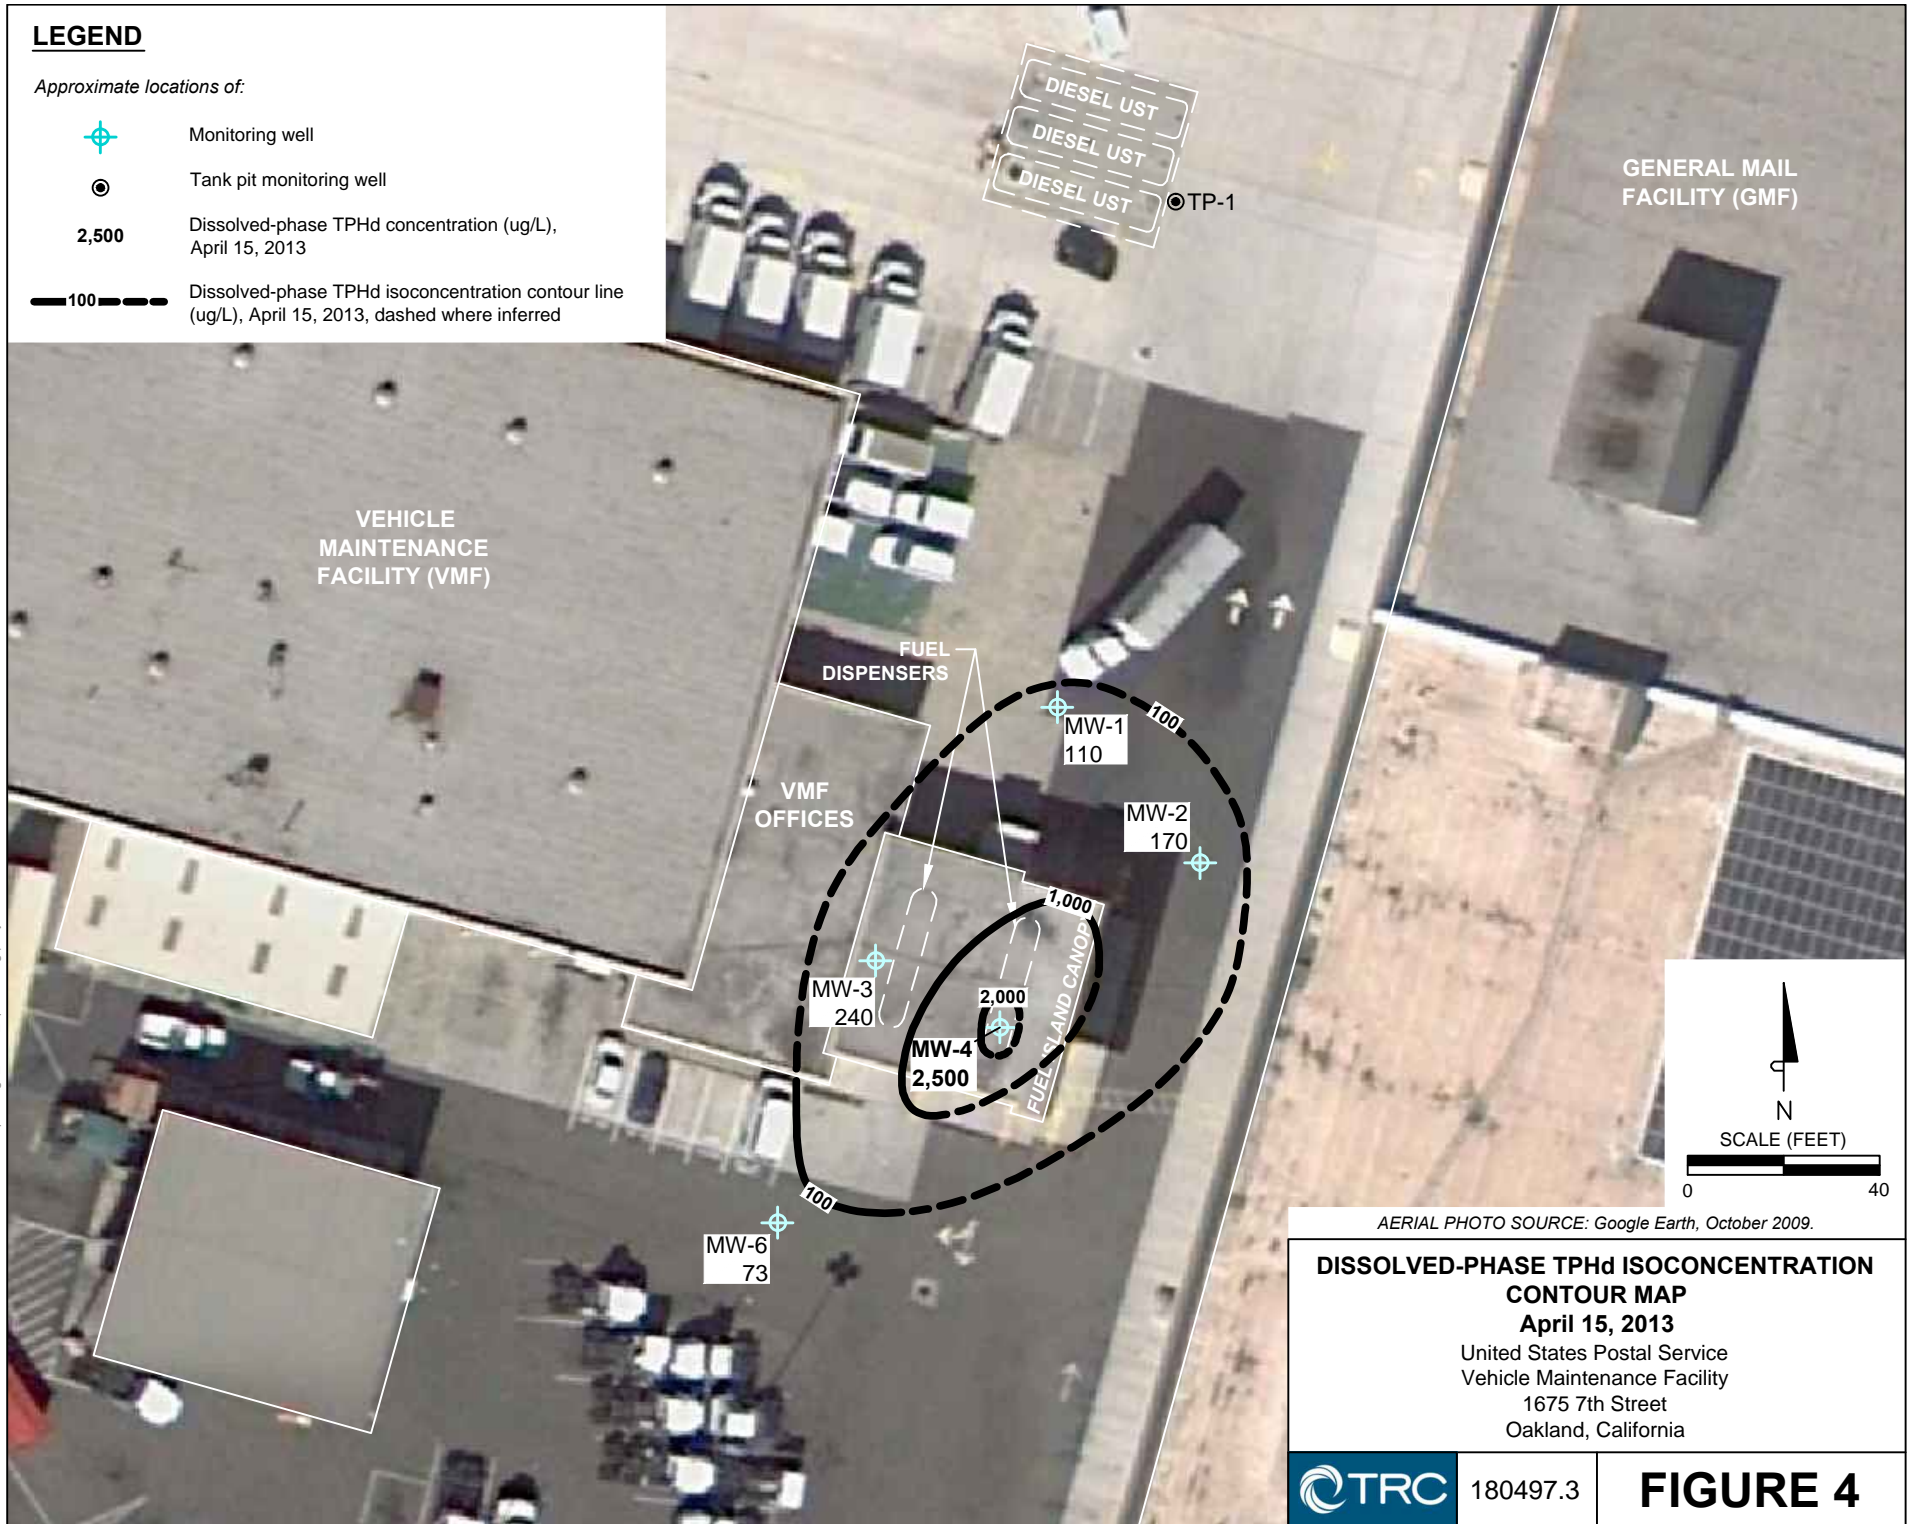 LEGEND
Approximate locations of:
Monitoring well
Tank pit monitoring well
2,500
Dissolved-phase TPHd concentration (ug/L),
April 15, 2013
100
Dissolved-phase TPHd isoconcentration contour line
(ug/L), April 15, 2013, dashed where inferred
DIESEL UST
DIESEL UST
DIESEL UST
TP-1
GENERAL MAIL
FACILITY (GMF)
VEHICLE
MAINTENANCE
FACILITY (VMF)
FUEL
DISPENSERS
MW-1
110
100
VMF
OFFICES
MW-2
170
1,000
MW-3
240
2,000
MW-4
2,500
FUEL ISLAND CANOPY
100
MW-6
73
N
SCALE (FEET)
0 40
AERIAL PHOTO SOURCE: Google Earth, October 2009.
DISSOLVED-PHASE TPHd ISOCONCENTRATION
CONTOUR MAP
April 15, 2013
United States Postal Service
Vehicle Maintenance Facility
1675 7th Street
Oakland, California
TRC
180497.3
FIGURE 4